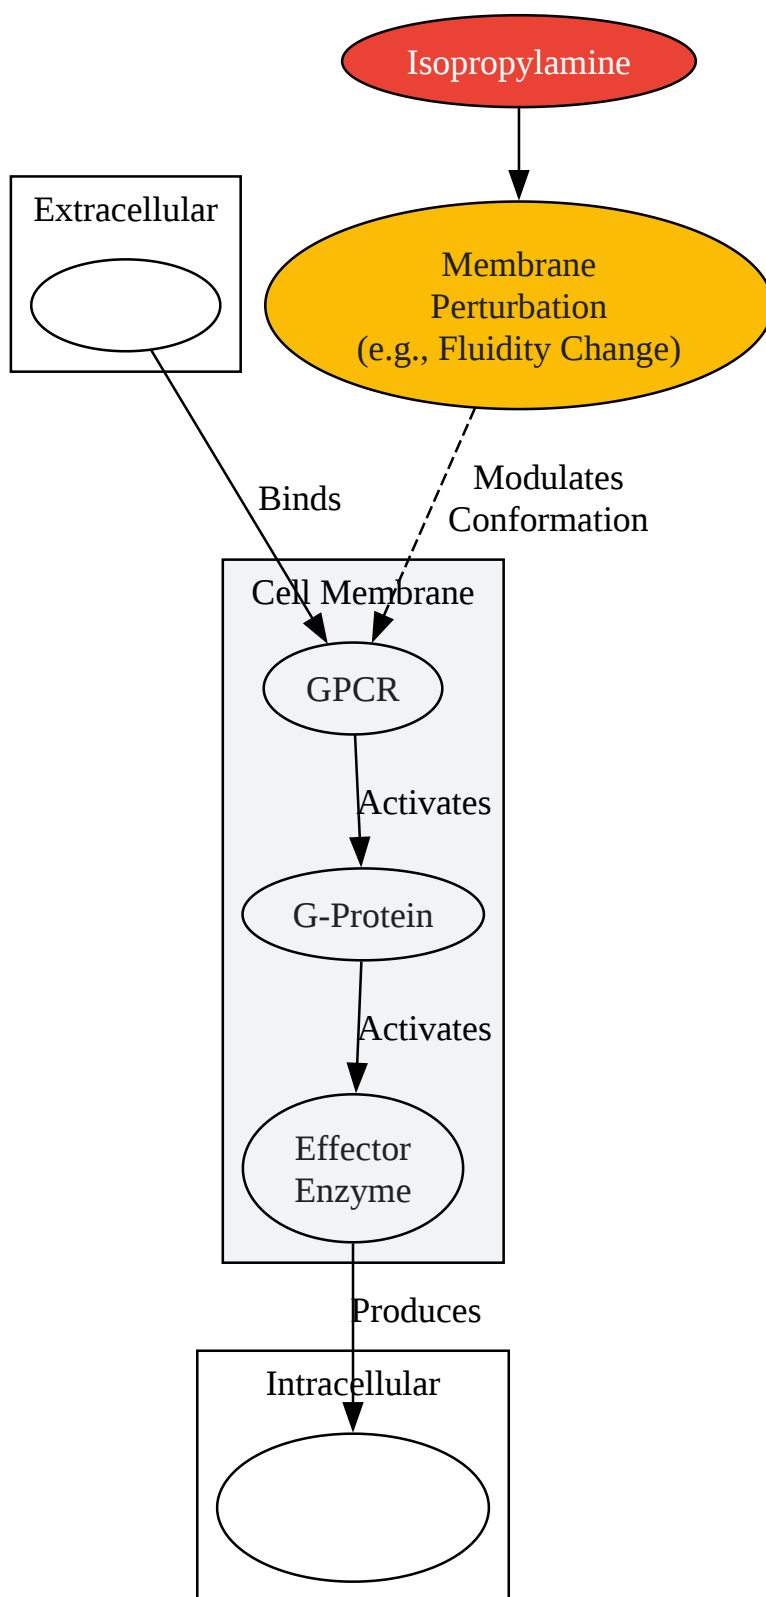 Isopropylamine
Extracellular
Membrane
Perturbation
(e.g., Fluidity Change)
Binds
Modulates
Conformation
Cell Membrane
GPCR
Activates
G-Protein
Activates
Effector
Enzyme
Produces
Intracellular